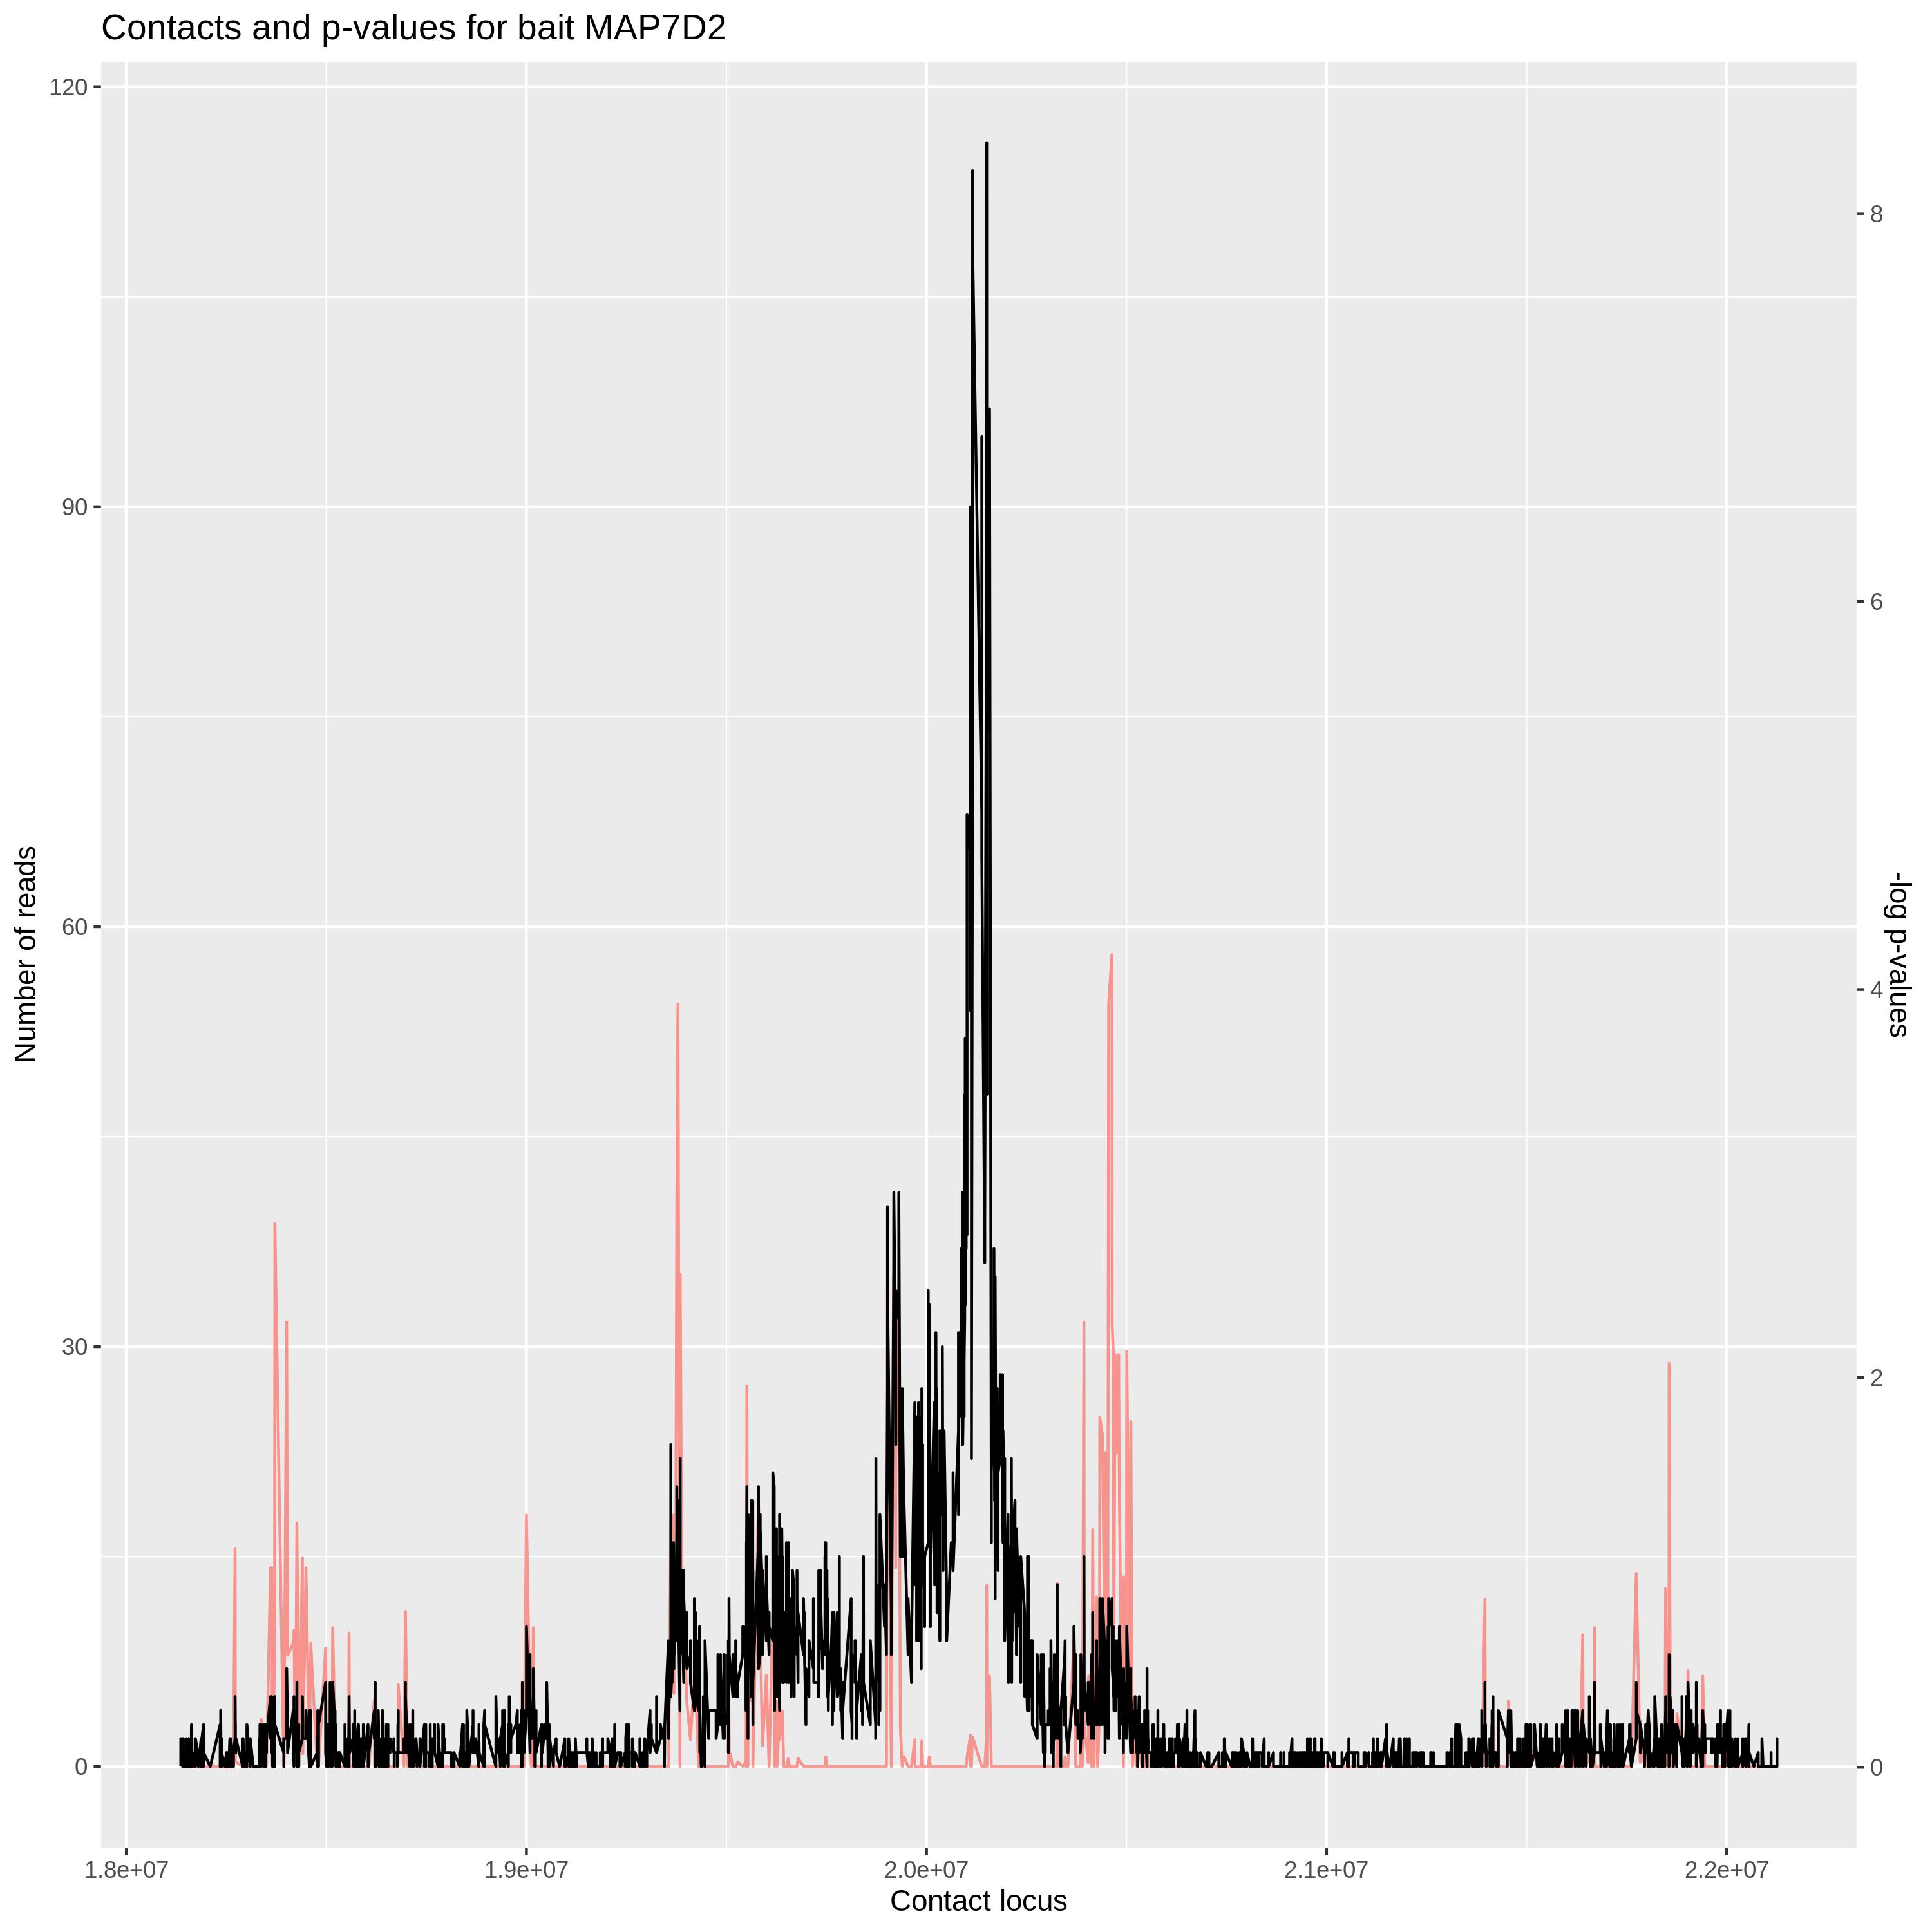 Contacts and p-values for bait MAP7D2
120
90
60
30
0
Number of reads
8
6
4
2
0
-log p-values
1.8e+07 1.9e+07 2.0e+07 2.1e+07 2.2e+07
Contact locus